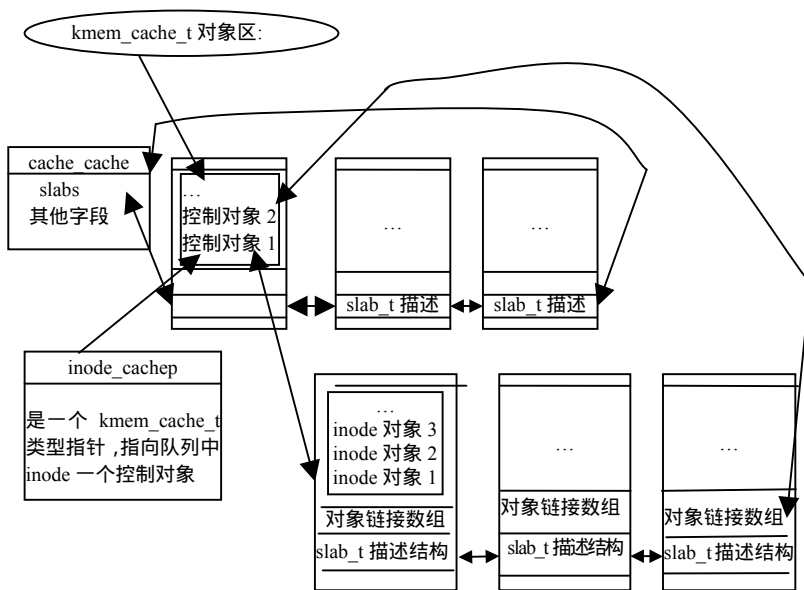 kmem_cache_t 对象区:
cache_cache
slabs
其他字段
…
控制对象 2
控制对象 1
…
…
slab_t 描述
slab_t 描述
inode_cachep
是一个 kmem_cache_t
类型指针 ,指向队列中
inode 一个控制对象
…
inode 对象 3
inode 对象 2
inode 对象 1
对象链接数组
slab_t 描述结构
…
对象链接数组
slab_t 描述结构
…
对象链接数组
slab_t 描述结构